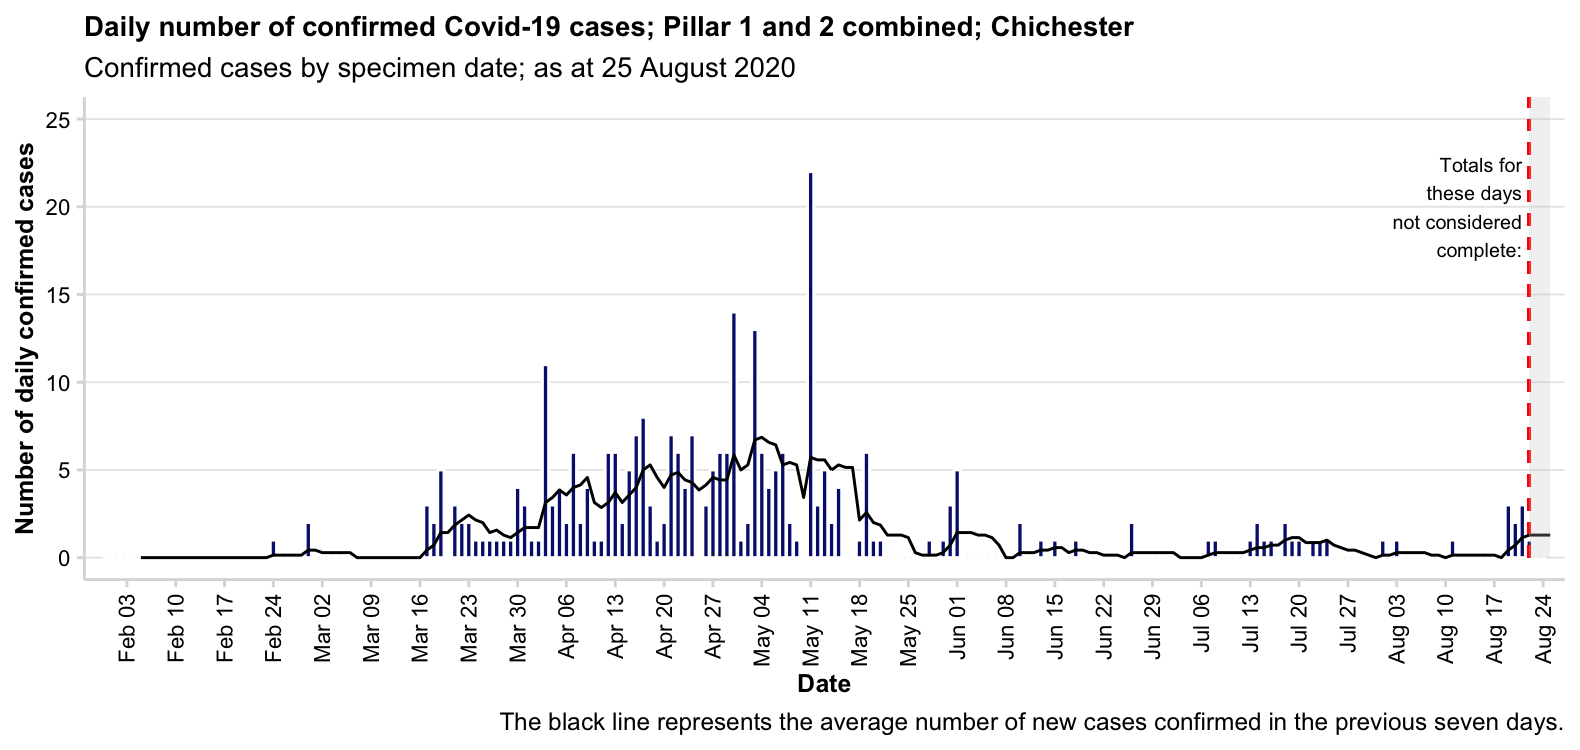 Daily number of confirmed Covid-19 cases; Pillar 1 and 2 combined; Chichester
Confirmed cases by specimen date; as at 25 August 2020
Number of daily confirmed cases
25
20
15
10
5
0
Totals for
these days
not considered
complete:
Feb 03
Feb 10
Feb 17
Feb 24
Mar 02
Mar 09
Mar 16
Mar 23
Mar 30
Apr 06
Apr 13
Apr 20
Apr 27
May 04
May 11
May 18
May 25
Jun 01
Jun 08
Jun 15
Jun 22
Jun 29
Jul 06
Jul 13
Jul 20
Jul 27
Aug 03
Aug 10
Aug 17
Aug 24
Date
The black line represents the average number of new cases confirmed in the previous seven days.